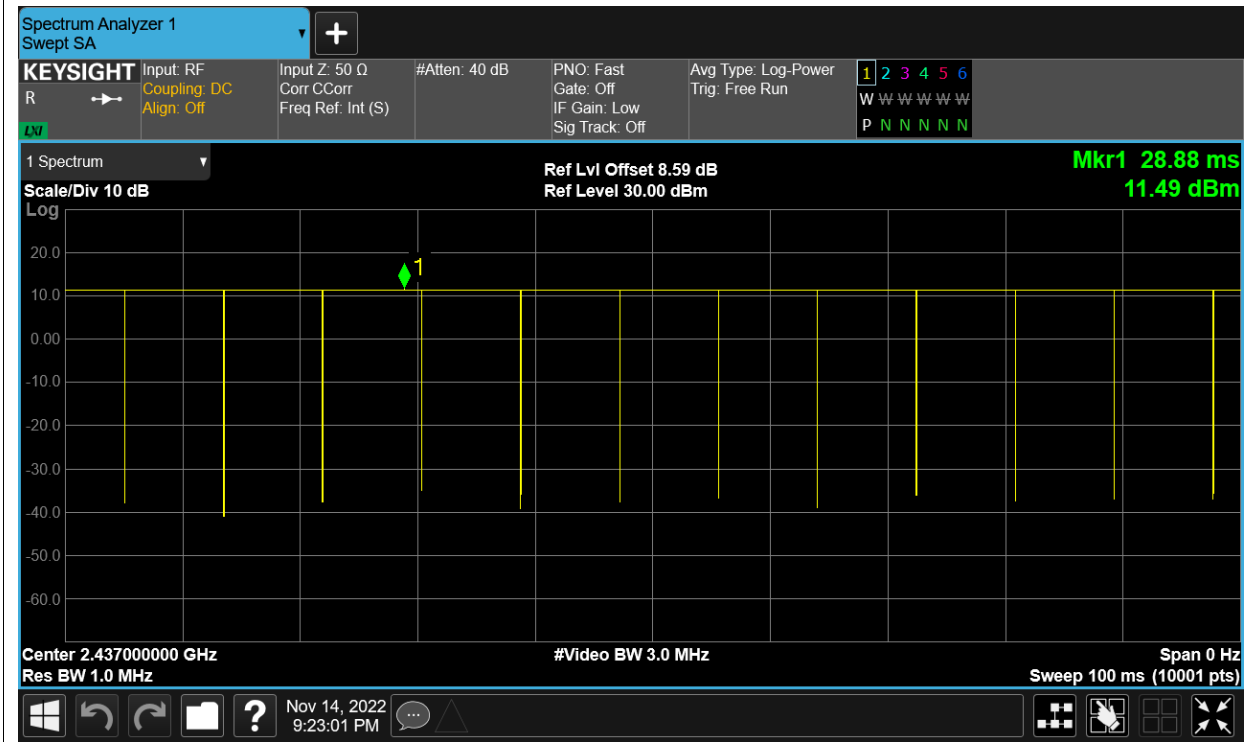 Spectrum Analyzer 1
Swept SA
KEYSIGHT
R
LXI
Input: RF
Coupling: DC
Align: Off
Input Z: 50 Ω
Corr CCorr
Freq Ref: Int (S)
#Atten: 40 dB
PNO: Fast
Gate: Off
IF Gain: Low
Sig Track: Off
Avg Type: Log-Power
Trig: Free Run
1 2 3 4 5 6
W W W W W W
P N N N N N
1 Spectrum
Scale/Div 10 dB
Log
Ref Lvl Offset 8.59 dB
Ref Level 30.00 dBm
Mkr1 28.88 ms
11.49 dBm
20.0
1
10.0
0.00
-10.0
-20.0
-30.0
-40.0
-50.0
-60.0
Center 2.437000000 GHz
Res BW 1.0 MHz
#Video BW 3.0 MHz
Span 0 Hz
Sweep 100 ms (10001 pts)
?
Nov 14, 2022
9:23:01 PM